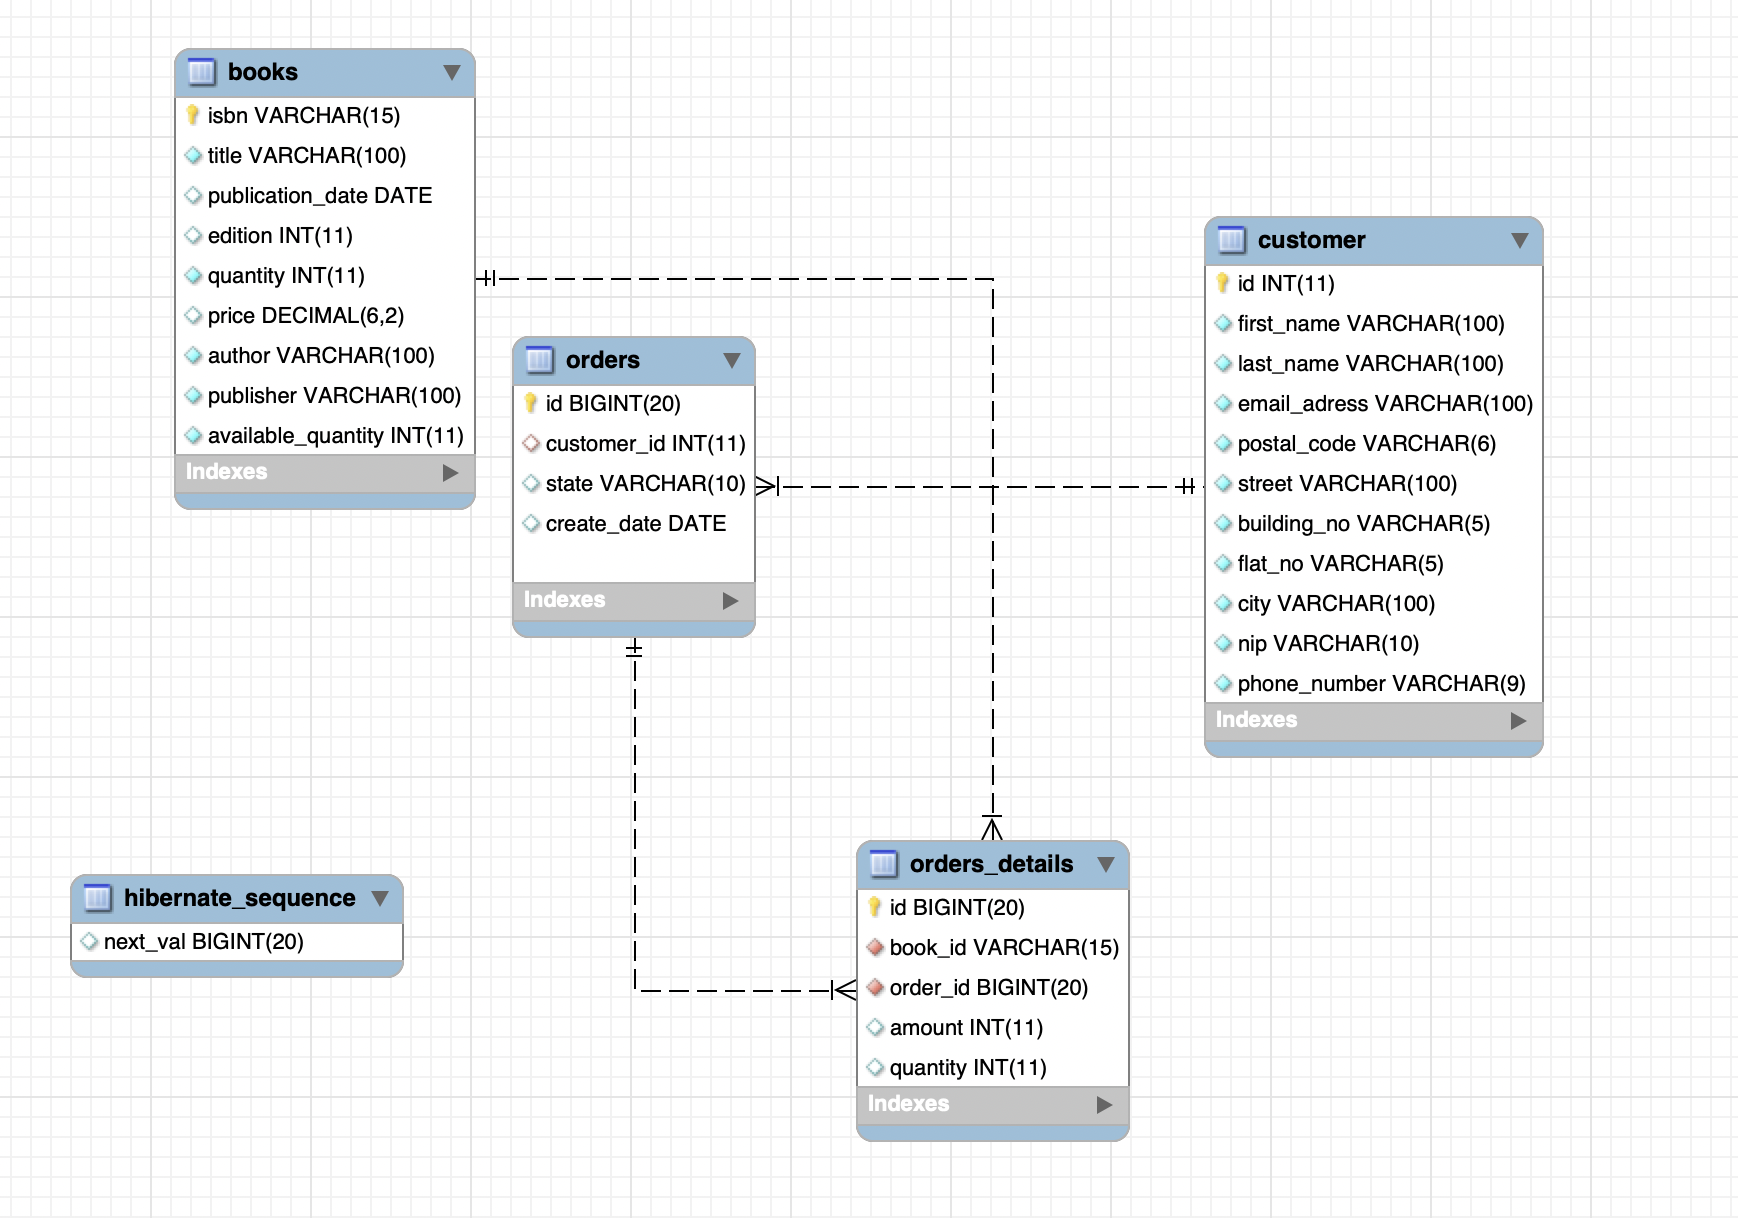 books
isbn VARCHAR(15)
title VARCHAR(100)
publication_date DATE
edition INT(11)
quantity INT(11)
price DECIMAL(6,2)
author VARCHAR(100)
publisher VARCHAR(100)
available_quantity INT(11)
Indexes
orders
id BIGINT(20)
customer_id INT(11)
state VARCHAR(10)
create_date DATE
Indexes
customer
id INT(11)
first_name VARCHAR(100)
last_name VARCHAR(100)
email_adress VARCHAR(100)
postal_code VARCHAR(6)
street VARCHAR(100)
building_no VARCHAR(5)
flat_no VARCHAR(5)
city VARCHAR(100)
nip VARCHAR(10)
phone_number VARCHAR(9)
Indexes
hibernate_sequence
next_val BIGINT(20)
orders_details
id BIGINT(20)
book_id VARCHAR(15)
order_id BIGINT(20)
amount INT(11)
quantity INT(11)
Indexes